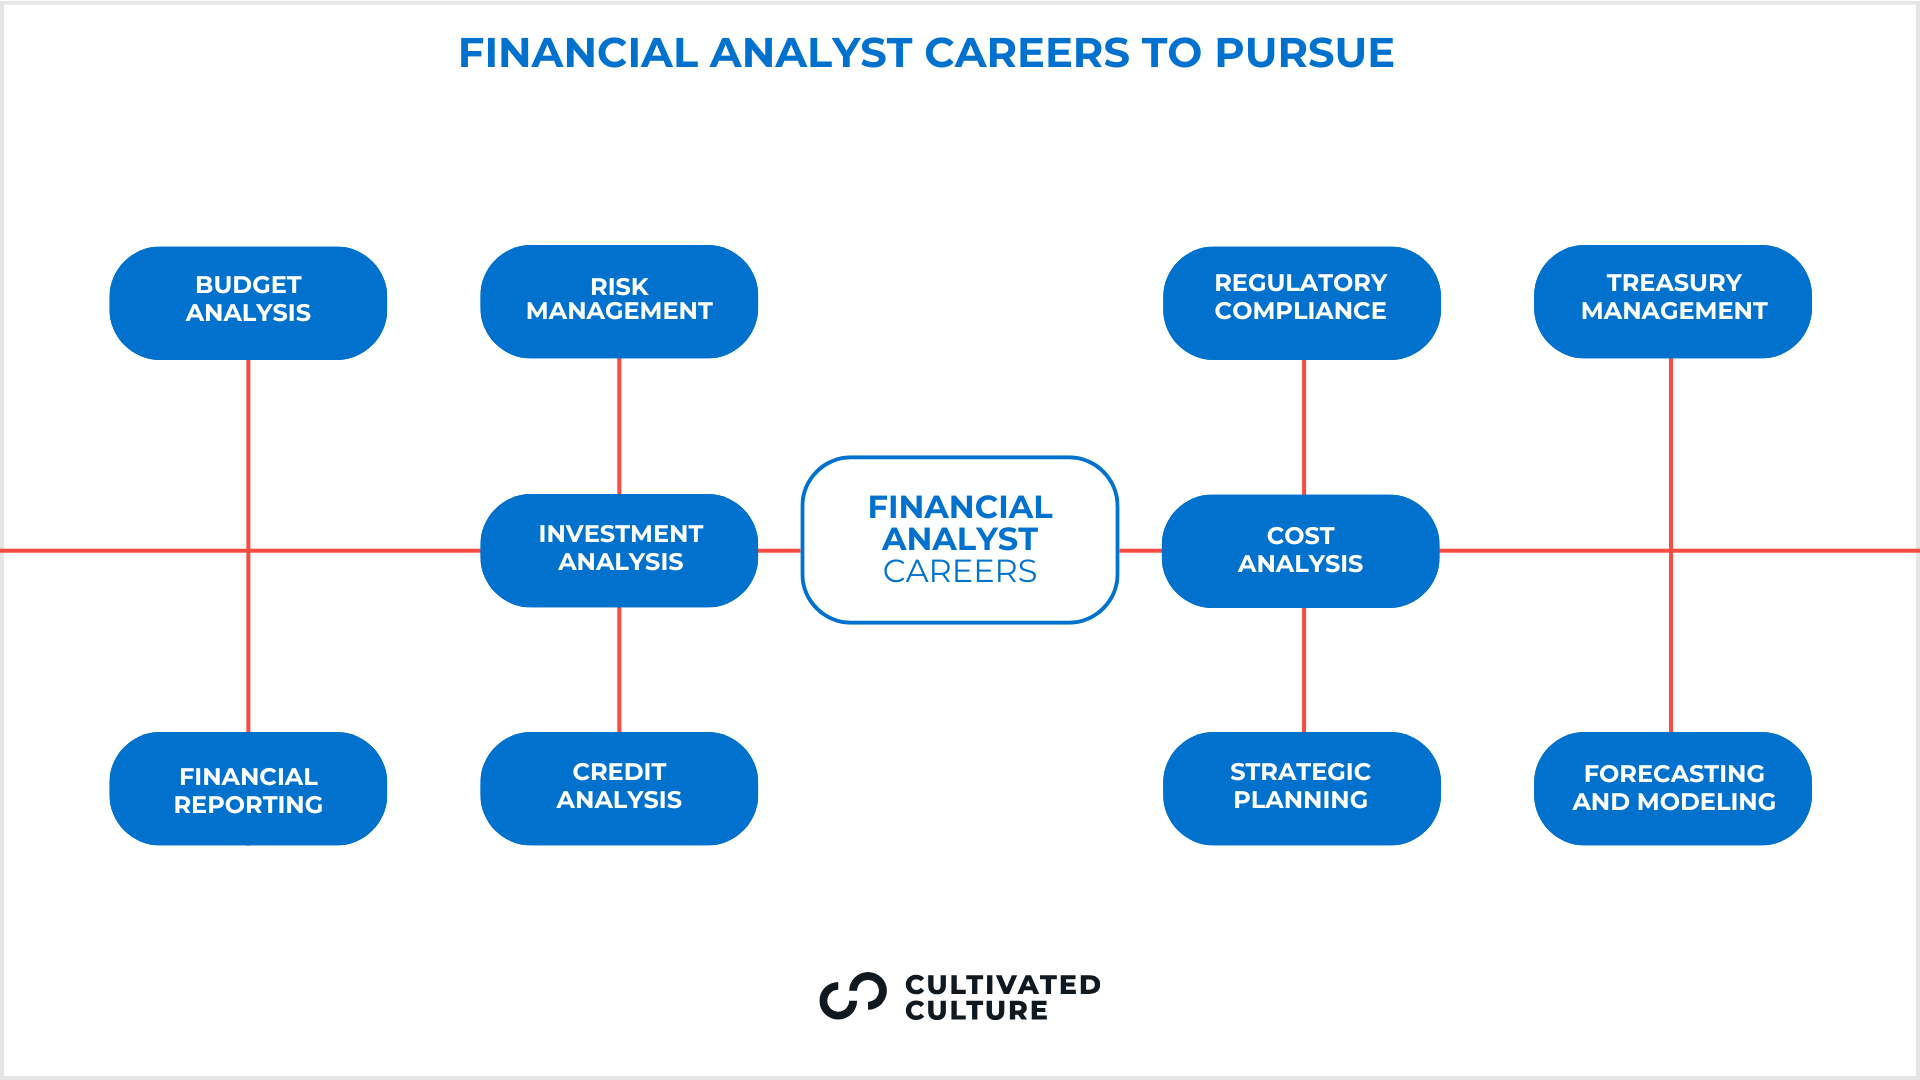 FINANCIAL ANALYST CAREERS TO PURSUE
BUDGET
ANALYSIS
RISK
MANAGEMENT
REGULATORY
COMPLIANCE
TREASURY
MANAGEMENT
INVESTMENT
ANALYSIS
FINANCIAL
ANALYST
CAREERS
COST
ANALYSIS
FINANCIAL
REPORTING
CREDIT
ANALYSIS
STRATEGIC
PLANNING
FORECASTING
AND MODELING
CULTIVATED
CULTURE